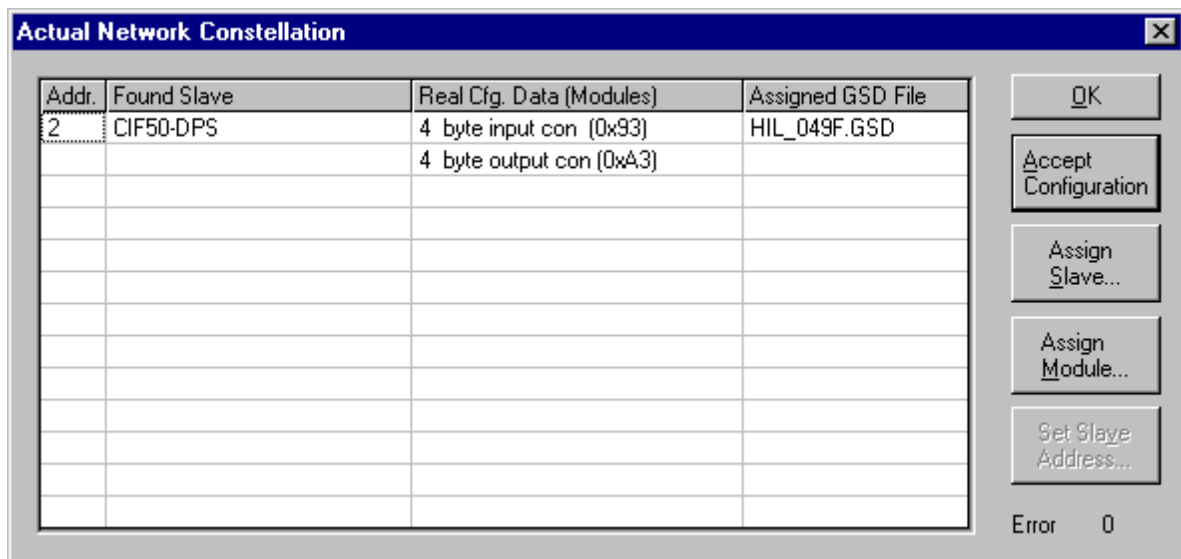 Actual Network Constellation
Addr. Found Slave Real Cfg. Data (Modules) Assigned GSD File
2 CIF50-DPS 4 byte input con (0x93) HIL_049F.GSD
4 byte output con (0xA3)
OK
Accept
Configuration
Assign
Slave...
Assign
Module...
Set Slave
Address...
Error 0